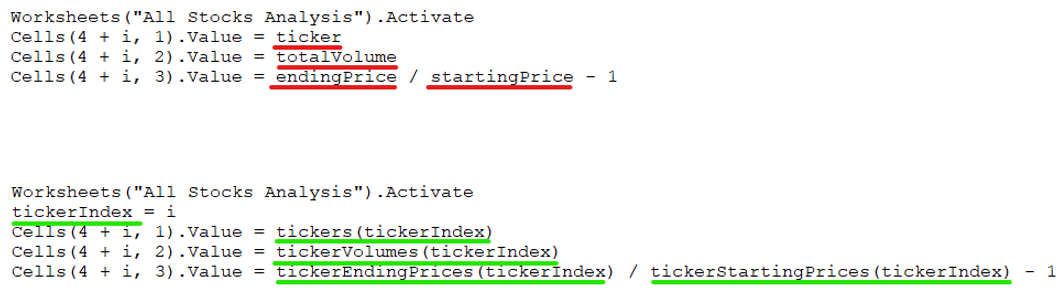 Worksheets("All Stocks Analysis").Activate
Cells(4 + i, 1).Value = ticker
Cells(4 + i, 2).Value = totalVolume
Cells(4 + i, 3).Value = endingPrice / startingPrice - 1
Worksheets("All Stocks Analysis").Activate
tickerIndex = i
Cells(4 + i, 1).Value = tickers(tickerIndex)
Cells(4 + i, 2).Value = tickerVolumes(tickerIndex)
Cells(4 + i, 3).Value = tickerEndingPrices(tickerIndex) / tickerStartingPrices(tickerIndex) - 1